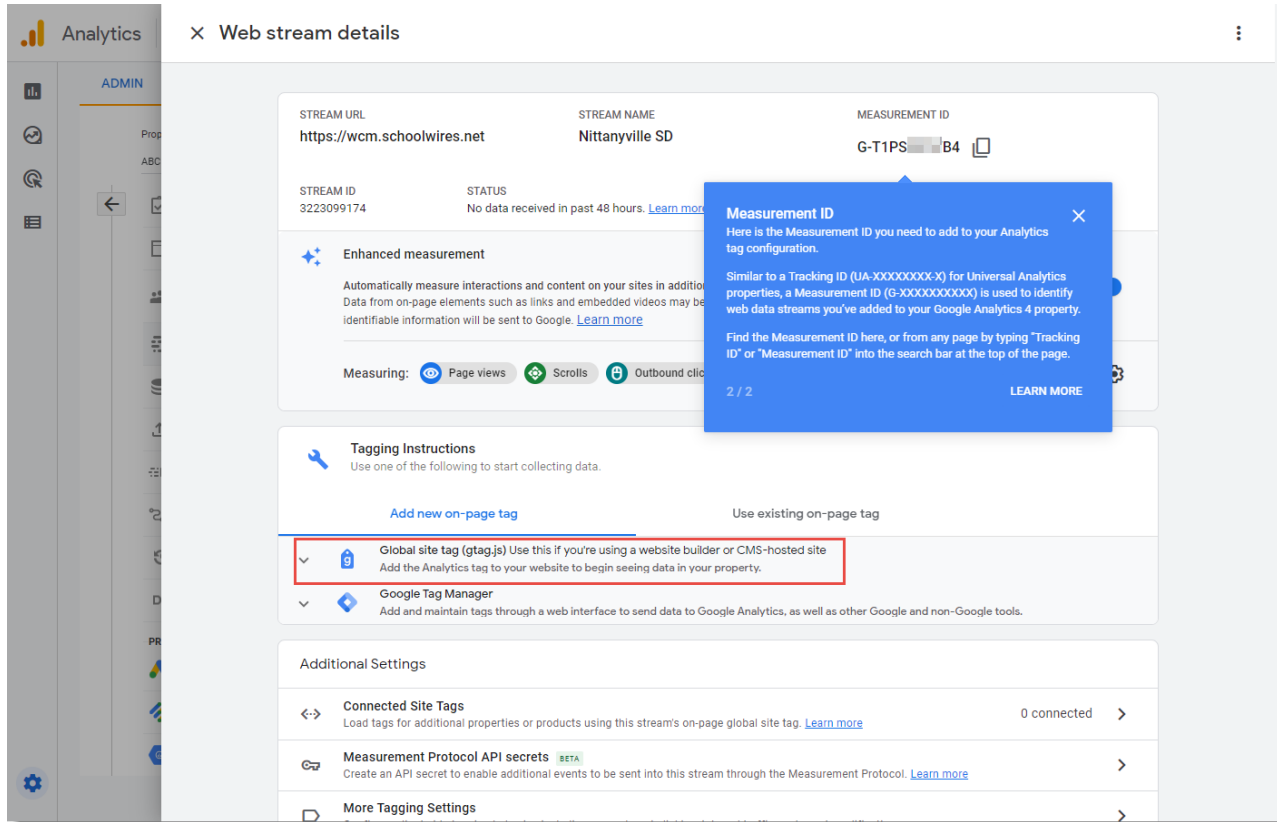 Analytics
Web stream details
ADMIN
Prop
ABC
STREAM URL
STREAM NAME
MEASUREMENT ID
https://wcm.schoolwires.net
Nittanyville SD
G-T1PS B4
STREAM ID
STATUS
3223099174
No data received in past 48 hours. Learn more
Measurement ID
Here is the Measurement ID you need to add to your Analytics
tag configuration.
Similar to a Tracking ID (UA-XXXXXXXX-X) for Universal Analytics
properties, a Measurement ID (G-XXXXXXXXXX) is used to identify
web data streams you've added to your Google Analytics 4 property.
Find the Measurement ID here, or from any page by typing "Tracking
ID" or "Measurement ID" into the search bar at the top of the page.
2 / 2
LEARN MORE
Enhanced measurement
Automatically measure interactions and content on your sites in additio
Data from on-page elements such as links and embedded videos may be
identifiable information will be sent to Google. Learn more
Measuring:
Page views
Scrolls
Outbound clic
Tagging Instructions
Use one of the following to start collecting data.
Add new on-page tag
Use existing on-page tag
Global site tag (gtag.js) Use this if you're using a website builder or CMS-hosted site
Add the Analytics tag to your website to begin seeing data in your property.
Google Tag Manager
Add and maintain tags through a web interface to send data to Google Analytics, as well as other Google and non-Google tools.
D
PR
Additional Settings
Connected Site Tags
Load tags for additional properties or products using this stream's on-page global site tag. Learn more
0 connected
Measurement Protocol API secrets BETA
Create an API secret to enable additional events to be sent into this stream through the Measurement Protocol. Learn more
More Tagging Settings